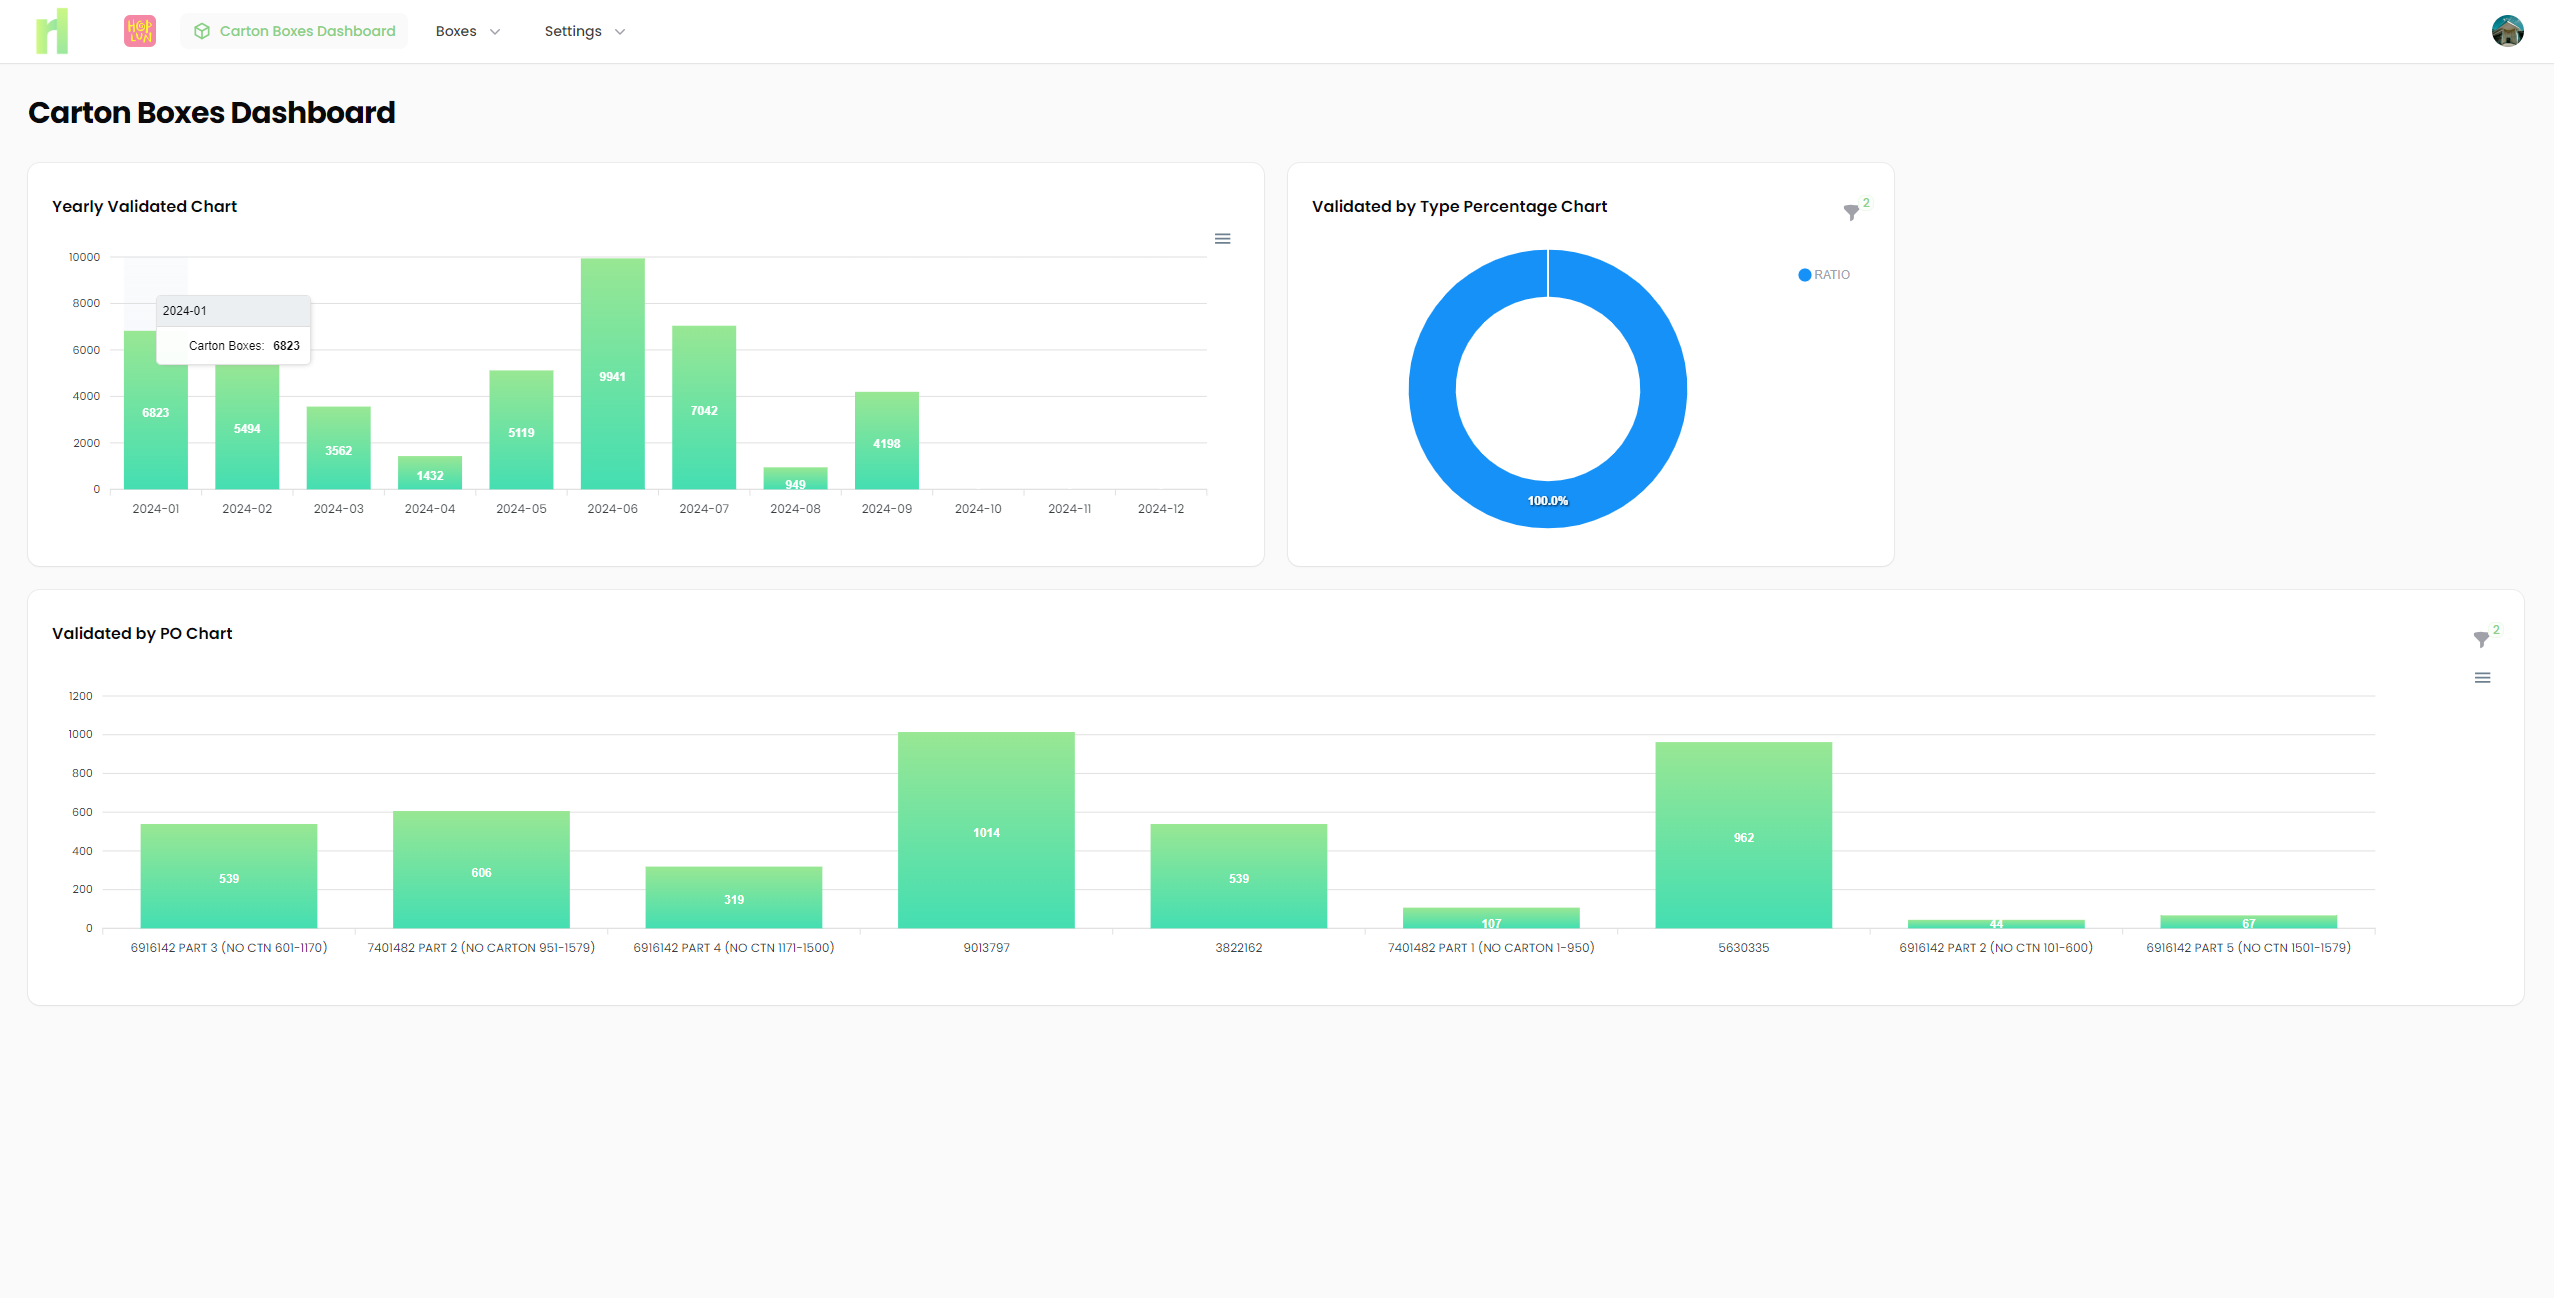 HOP
LUN
Carton Boxes Dashboard
Boxes
Settings
Carton Boxes Dashboard
Yearly Validated Chart
10000
8000
6000
4000
2000
0
2024-01
Carton Boxes: 6823
6823
5494
3562
1432
5119
9941
7042
949
4198
2024-01
2024-02
2024-03
2024-04
2024-05
2024-06
2024-07
2024-08
2024-09
2024-10
2024-11
2024-12
Validated by Type Percentage Chart
2
RATIO
100.0%
Validated by PO Chart
2
1200
1000
800
600
400
200
0
539
606
319
1014
539
107
962
44
67
6916142 PART 3 (NO CTN 601-1170)
7401482 PART 2 (NO CARTON 951-1579)
6916142 PART 4 (NO CTN 1171-1500)
9013797
3822162
7401482 PART 1 (NO CARTON 1-950)
5630335
6916142 PART 2 (NO CTN 101-600)
6916142 PART 5 (NO CTN 1501-1579)